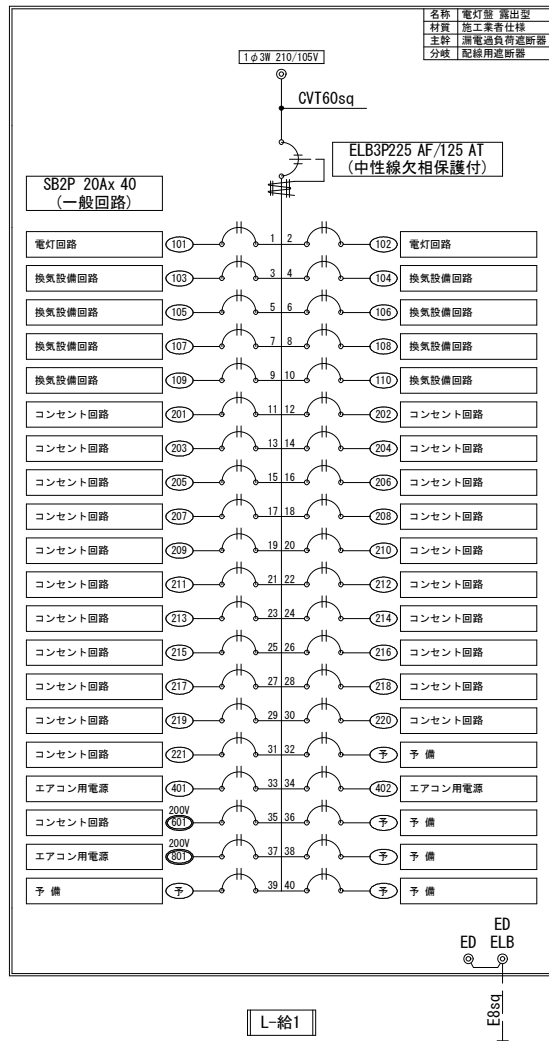 名称 電灯盤 露出型
材質 施工業者仕様
主幹 漏電過負荷遮断器
分岐 配線用遮断器
1φ3W 210/105V
CVT60sq
ELB3P225 AF/125 AT
(中性線欠相保護付)
SB2P 20Ax 40
(一般回路)
電灯回路 101 1 2 102 電灯回路
換気設備回路 103 3 4 104 換気設備回路
換気設備回路 105 5 6 106 換気設備回路
換気設備回路 107 7 8 108 換気設備回路
換気設備回路 109 9 10 110 換気設備回路
コンセント回路 201 11 12 202 コンセント回路
コンセント回路 203 13 14 204 コンセント回路
コンセント回路 205 15 16 206 コンセント回路
コンセント回路 207 17 18 208 コンセント回路
コンセント回路 209 19 20 210 コンセント回路
コンセント回路 211 21 22 212 コンセント回路
コンセント回路 213 23 24 214 コンセント回路
コンセント回路 215 25 26 216 コンセント回路
コンセント回路 217 27 28 218 コンセント回路
コンセント回路 219 29 30 220 コンセント回路
コンセント回路 221 31 32 予 予 備
エアコン用電源 401 33 34 402 エアコン用電源
200V
コンセント回路 601 35 36 予 予 備
200V
エアコン用電源 801 37 38 予 予 備
予 備 予 39 40 予 予 備
ED
ED ELB
E8sq
L-給1